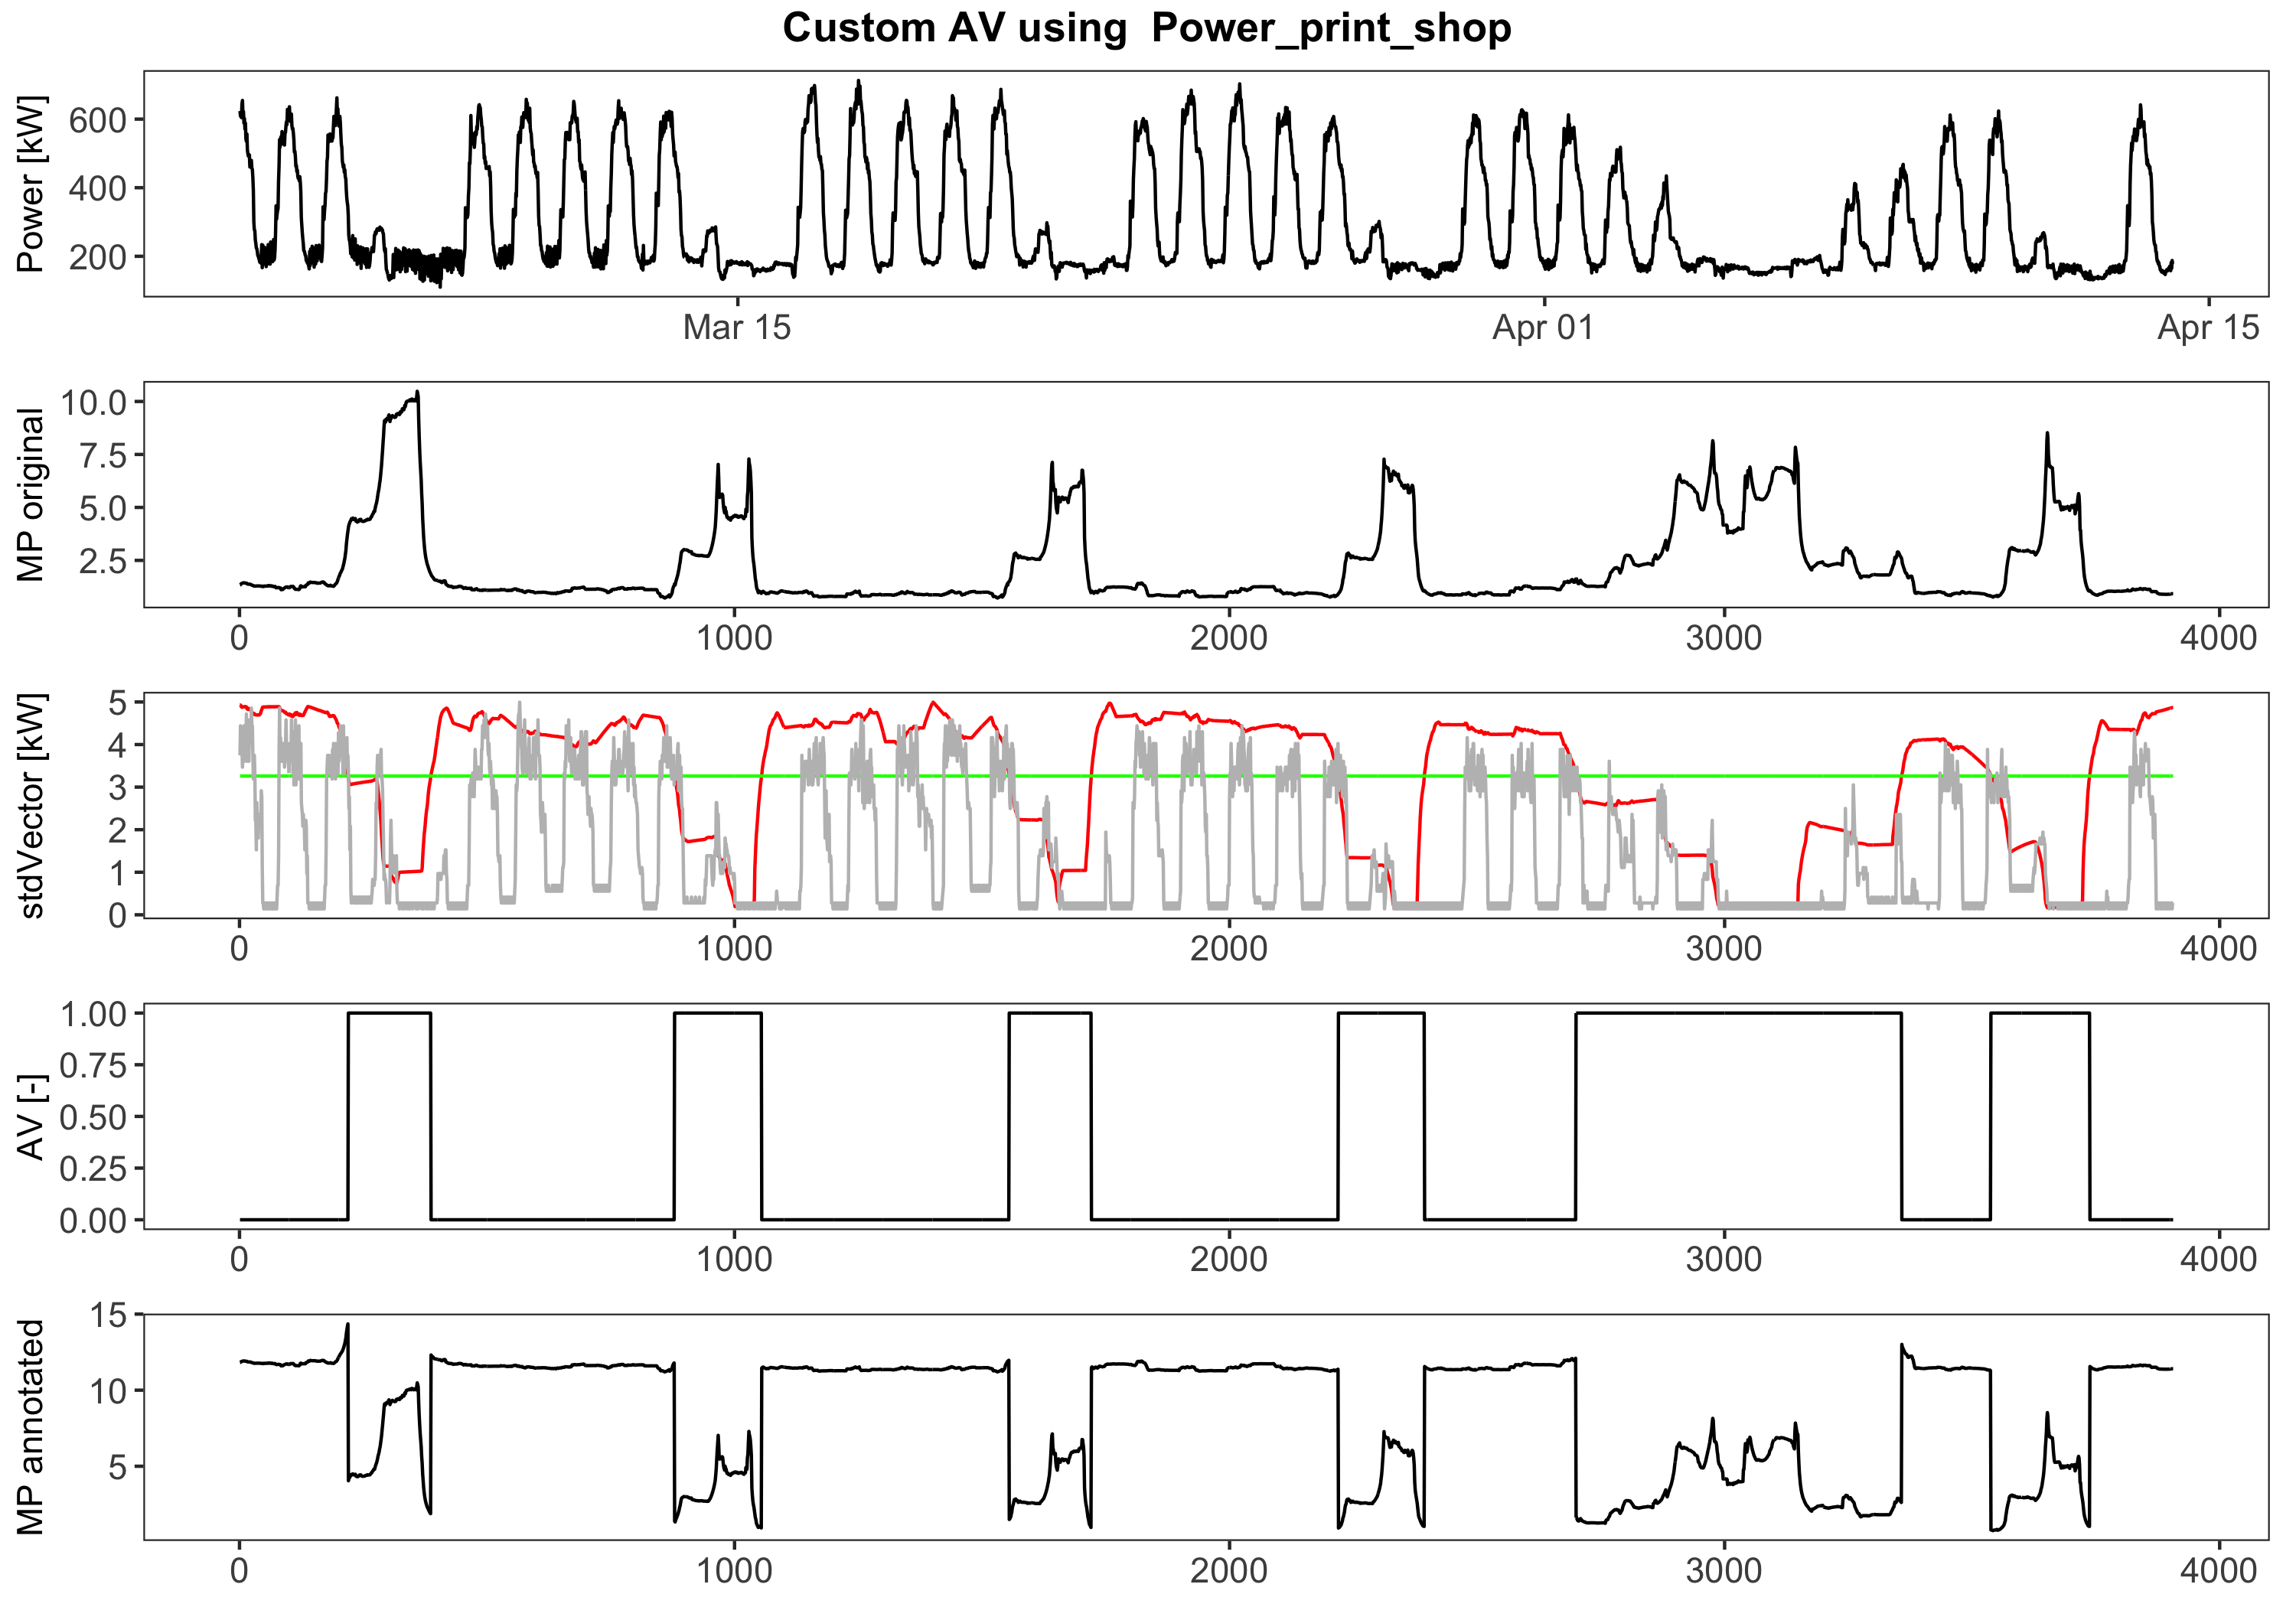 Custom AV using  Power_print_shop
Power [kW]
600
400
200
Mar 15 Apr 01 Apr 15
MP original
10.0
7.5
5.0
2.5
0 1000 2000 3000 4000
stdVector [kW]
5
4
3
2
1
0
0 1000 2000 3000 4000
AV [-]
1.00
0.75
0.50
0.25
0.00
0 1000 2000 3000 4000
MP annotated
15
10
5
0 1000 2000 3000 4000